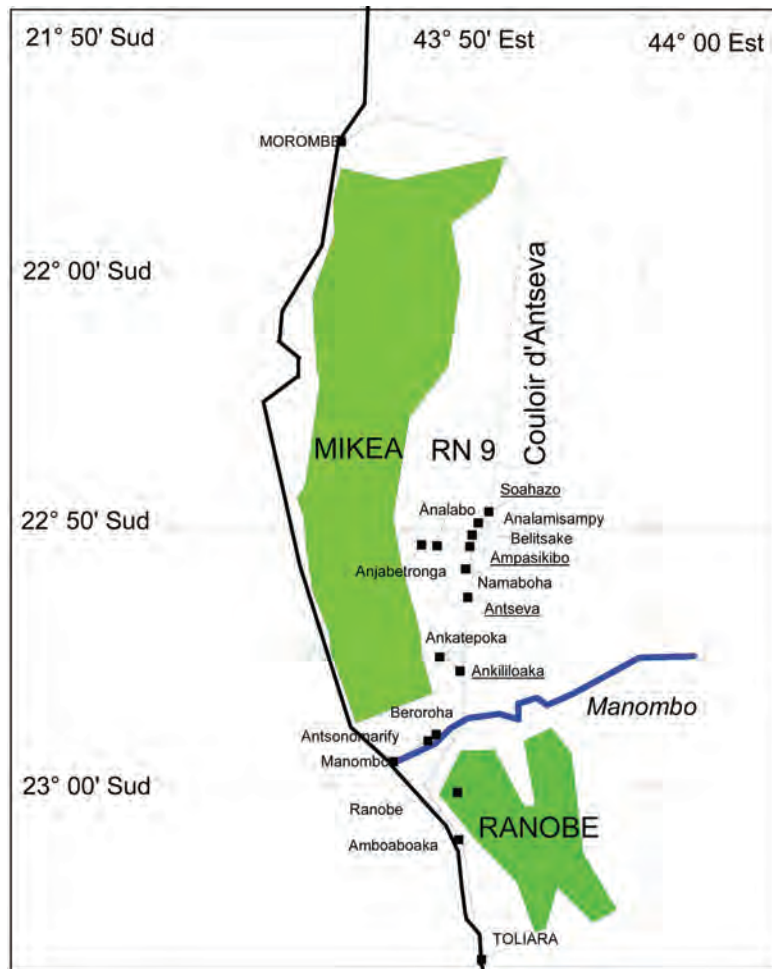 21° 50' Sud
43° 50' Est
44° 00 Est
MOROMBE
22° 00' Sud
Couloir d'Antseva
MIKEA
RN 9
Soahazo
Analabo
Analamisampy
22° 50' Sud
Belitsake
Ampasikibo
Anjabetronga
Namaboha
Antseva
Ankatepoka
Ankililoaka
Beroroha
Manombo
Antsonomarify
Manombo
23° 00' Sud
Ranobe
RANOBE
Amboaboaka
TOLIARA